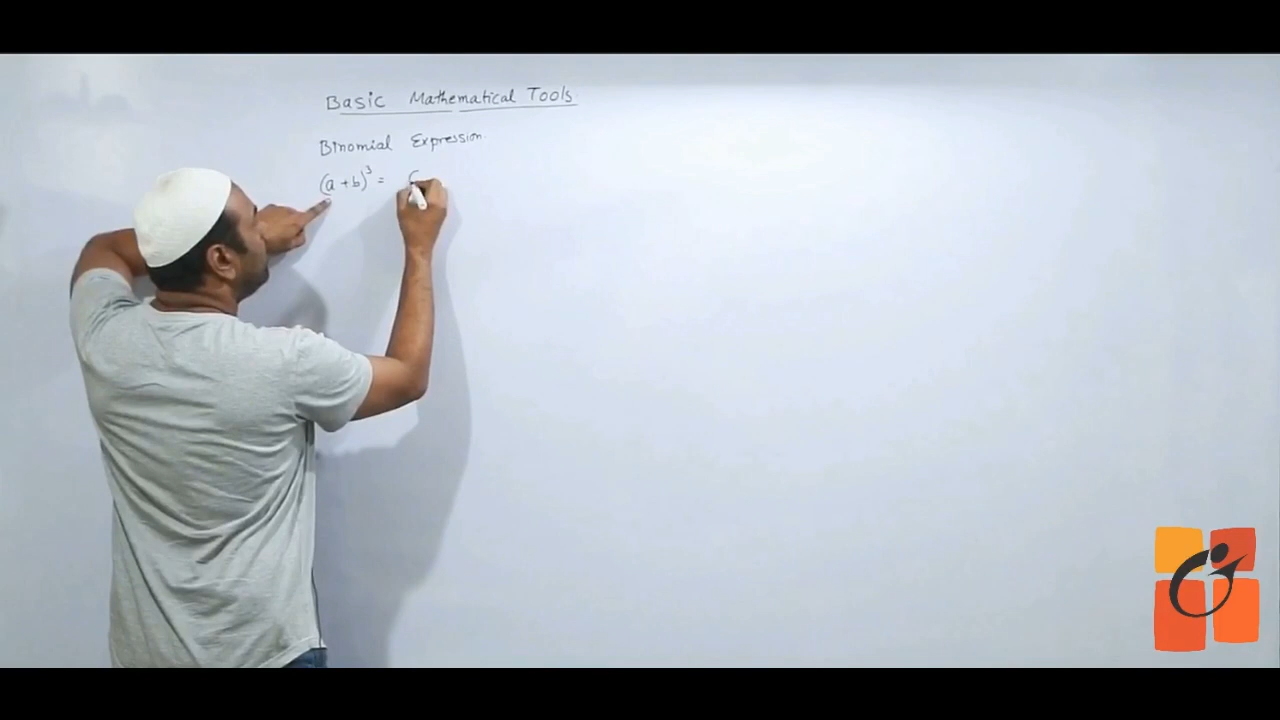 Basic Mathematical Tools
Binomial Expression
(a + b)³ =